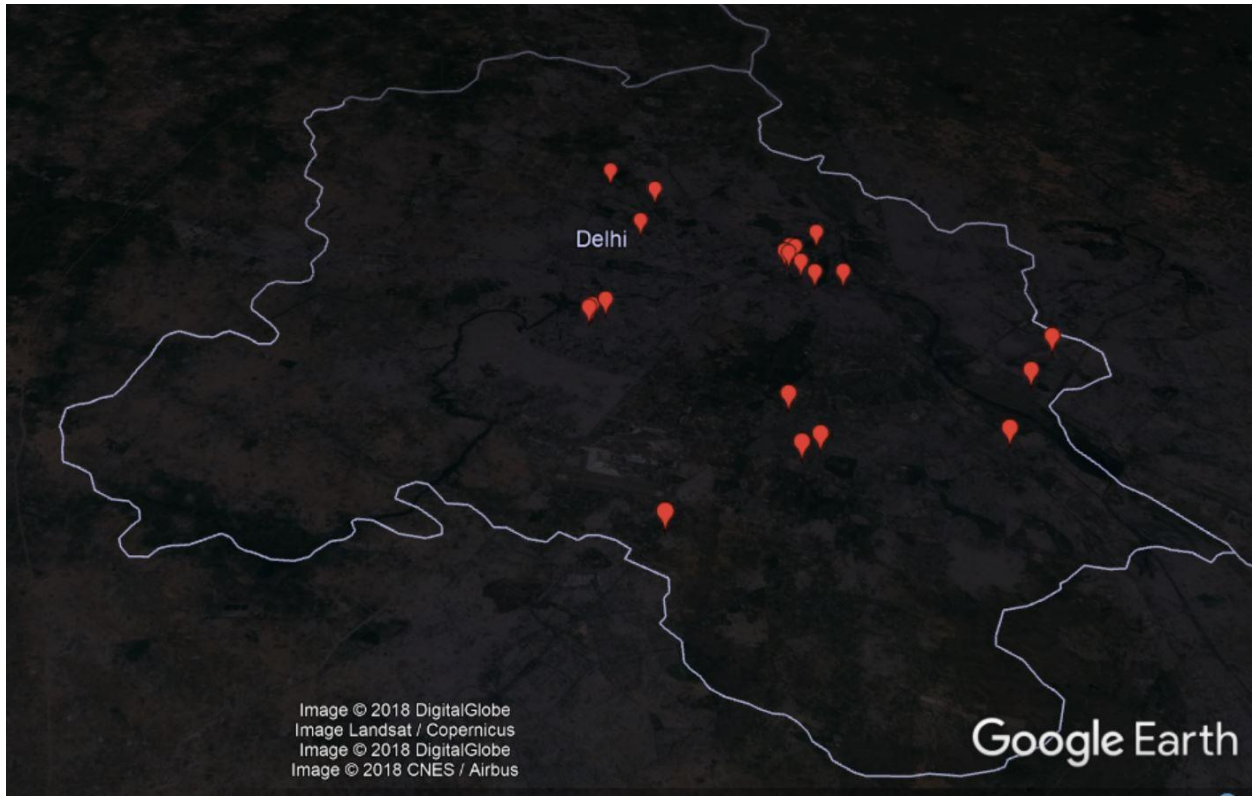 Delhi
Image © 2018 DigitalGlobe
Image Landsat / Copernicus
Image © 2018 DigitalGlobe
Image © 2018 CNES / Airbus
Google Earth